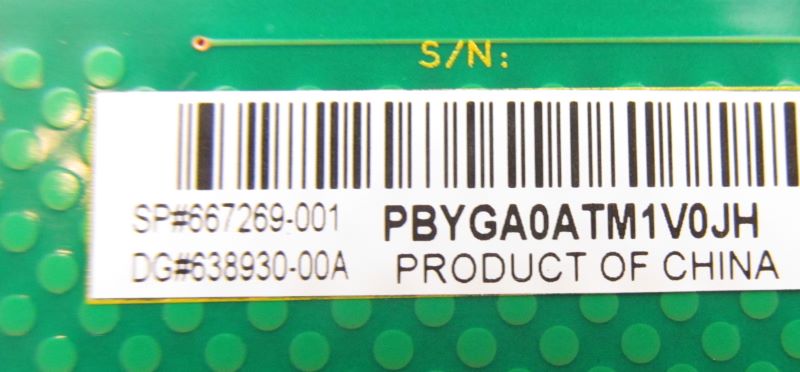 S/N:
SP#667269-001 PBYGA0ATM1V0JH
DG#638930-00A PRODUCT OF CHINA